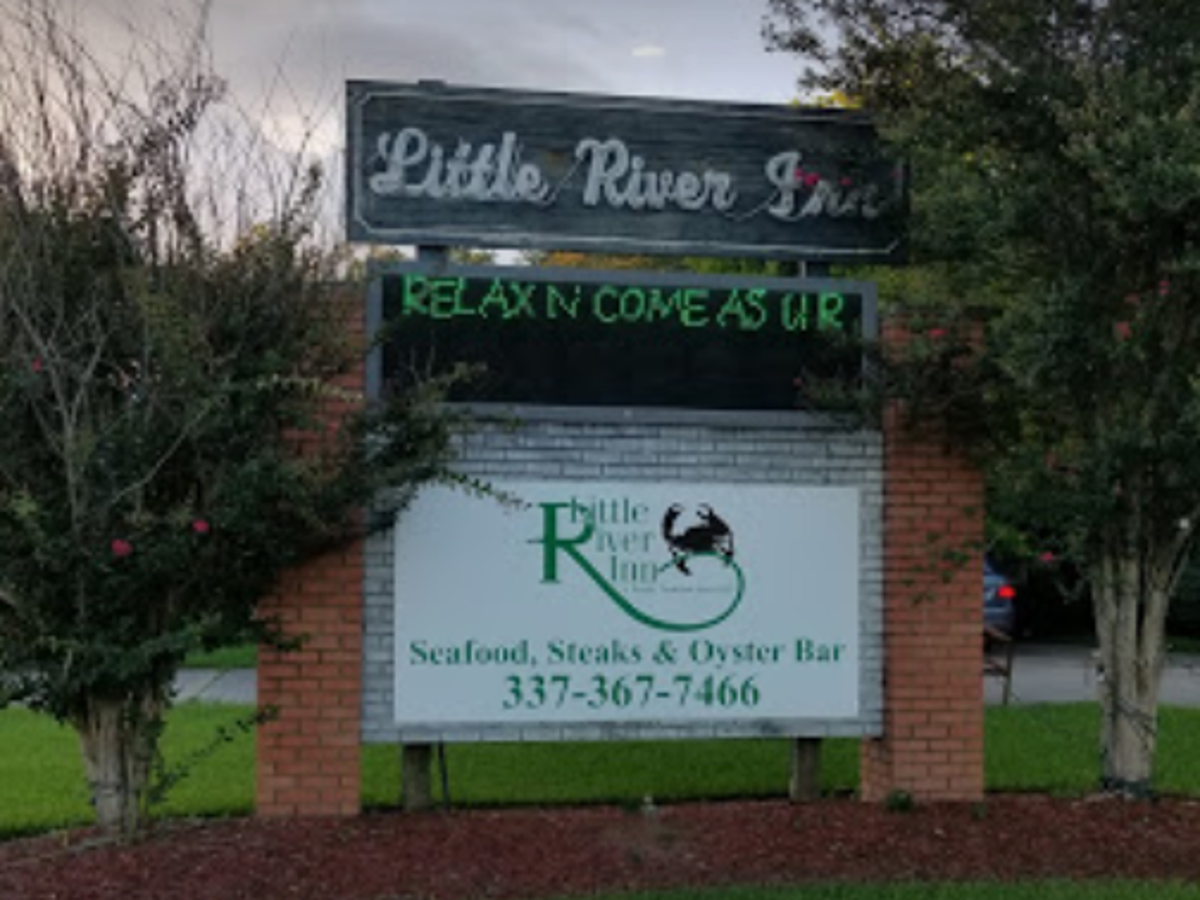 Little River Inn
RELAX N COME AS U R
Little
River
Inn
Seafood, Steaks & Oyster Bar
337-367-7466